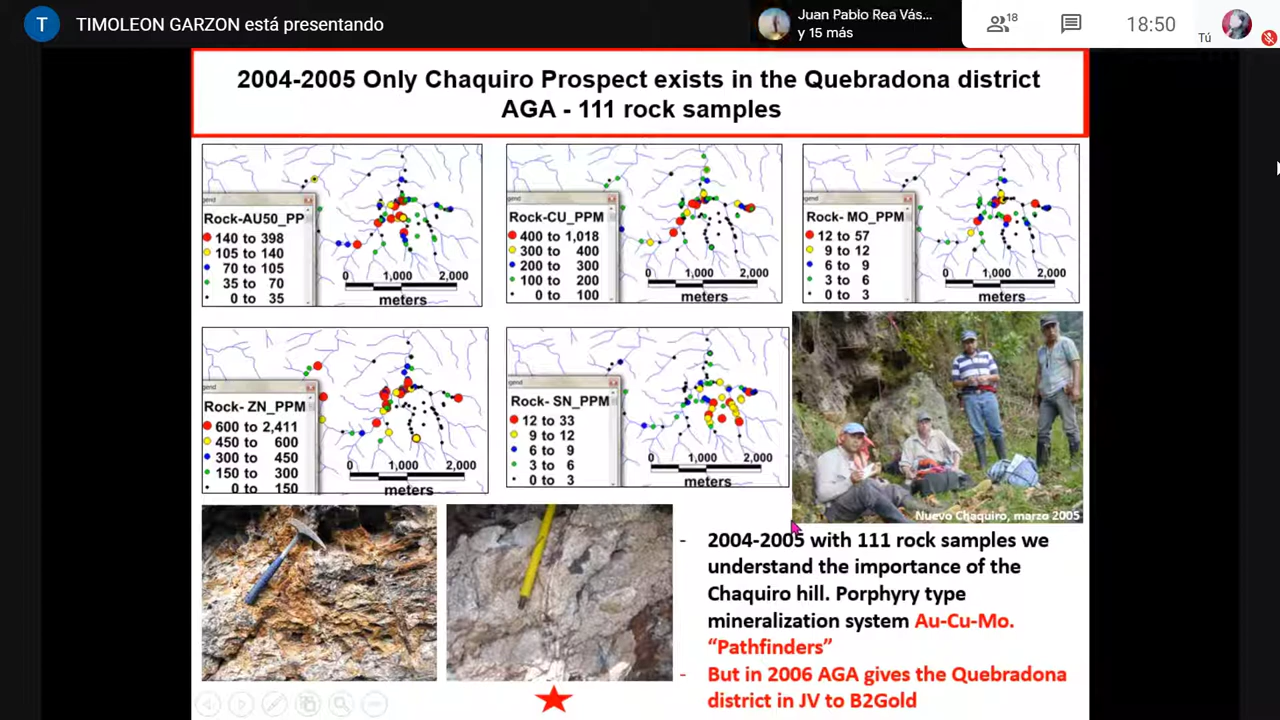 T TIMOLEON GARZON está presentando
Juan Pablo Rea Vás...
y 15 más
18
18:50
Tú
2004-2005 Only Chaquiro Prospect exists in the Quebradona district
AGA - 111 rock samples
gend
Rock-AU50_PP
140 to 398
105 to 140
70 to 105
35 to 70
0 to 35
0 1,000 2,000
meters
gend
Rock-CU_PPM
400 to 1,018
300 to 400
200 to 300
100 to 200
0 to 100
0 1,000 2,000
meters
gend
Rock- MO_PPM
12 to 57
9 to 12
6 to 9
3 to 6
0 to 3
0 1,000 2,000
meters
gend
Rock- ZN_PPM
600 to 2,411
450 to 600
300 to 450
150 to 300
0 to 150
0 1,000 2,000
meters
gend
Rock- SN_PPM
12 to 33
9 to 12
6 to 9
3 to 6
0 to 3
0 1,000 2,000
meters
Nuevo Chaquiro, marzo 2005
- 2004-2005 with 111 rock samples we
understand the importance of the
Chaquiro hill. Porphyry type
mineralization system Au-Cu-Mo.
“Pathfinders”
- But in 2006 AGA gives the Quebradona
district in JV to B2Gold